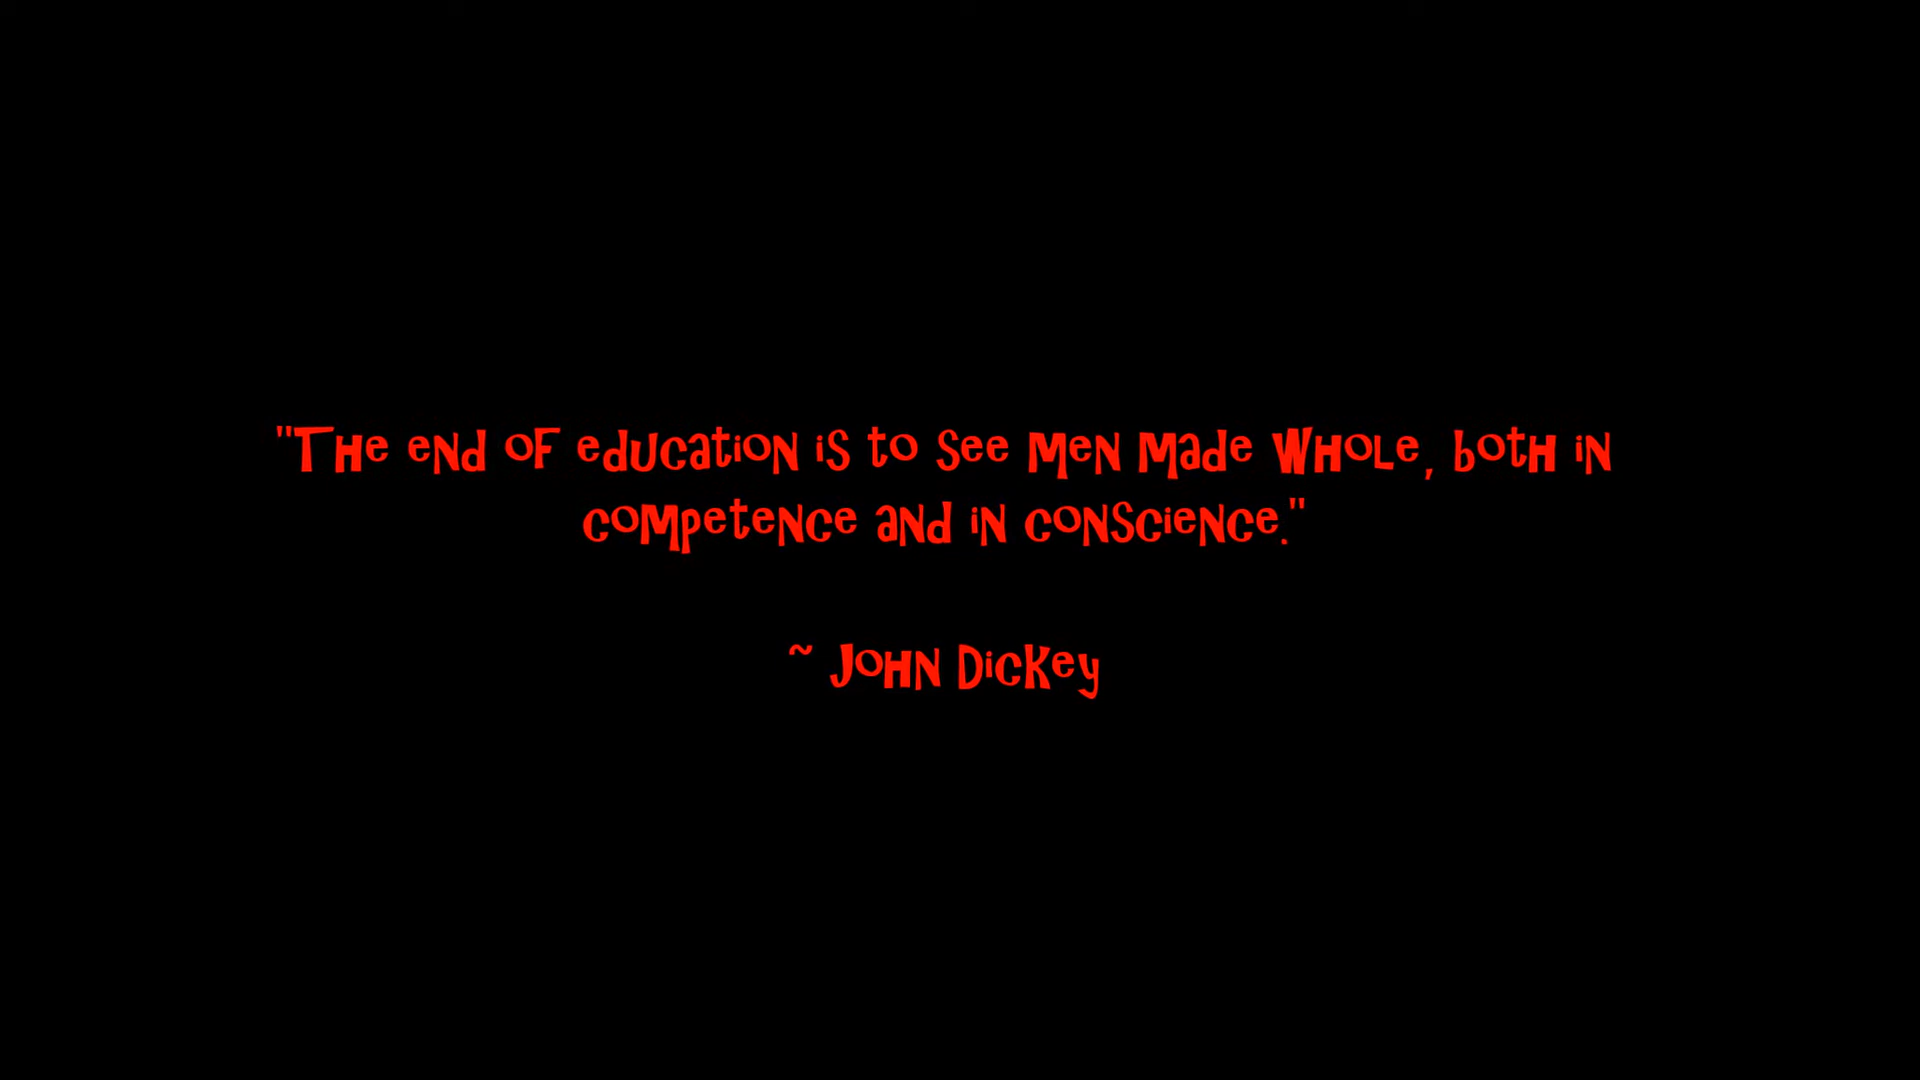 "The end of education is to see men made whole, both in
competence and in conscience."
~ John Dickey